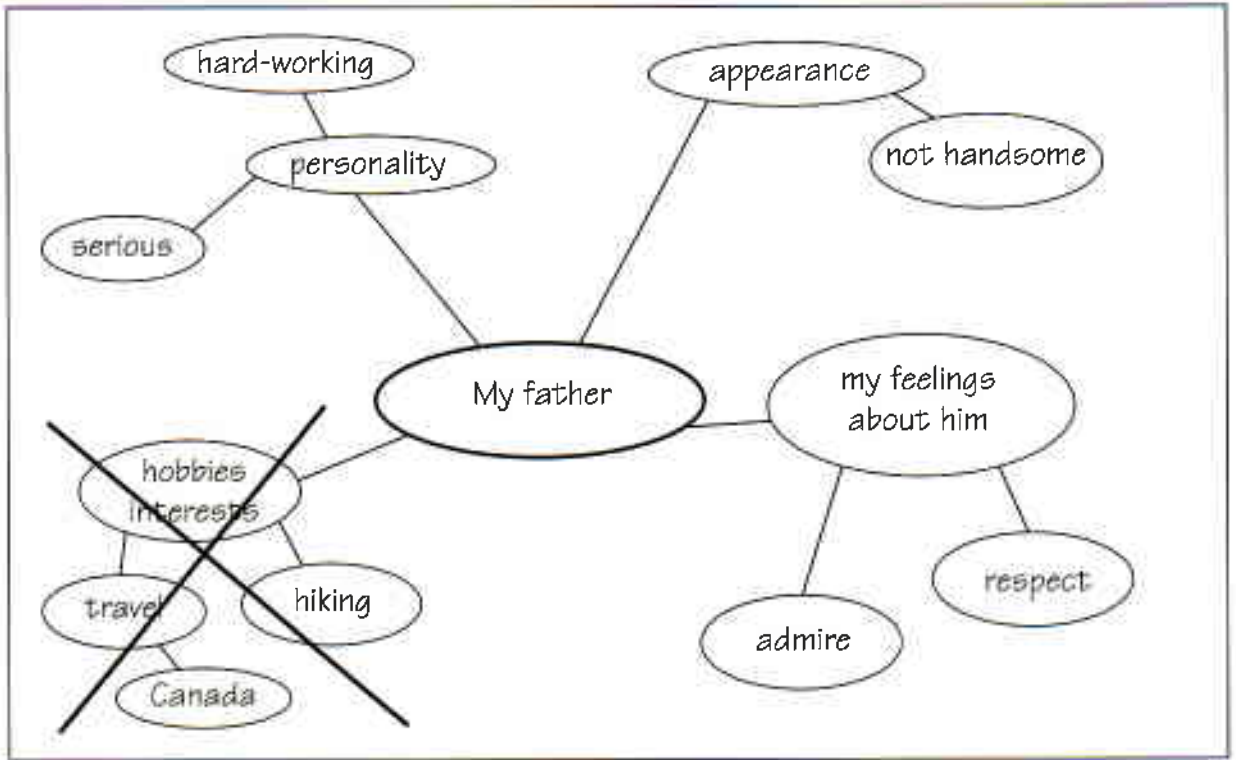 hard-working
appearance
personality
not handsome
serious
My father
my feelings
about him
hobbies
interests
travel
hiking
respect
admire
Canada